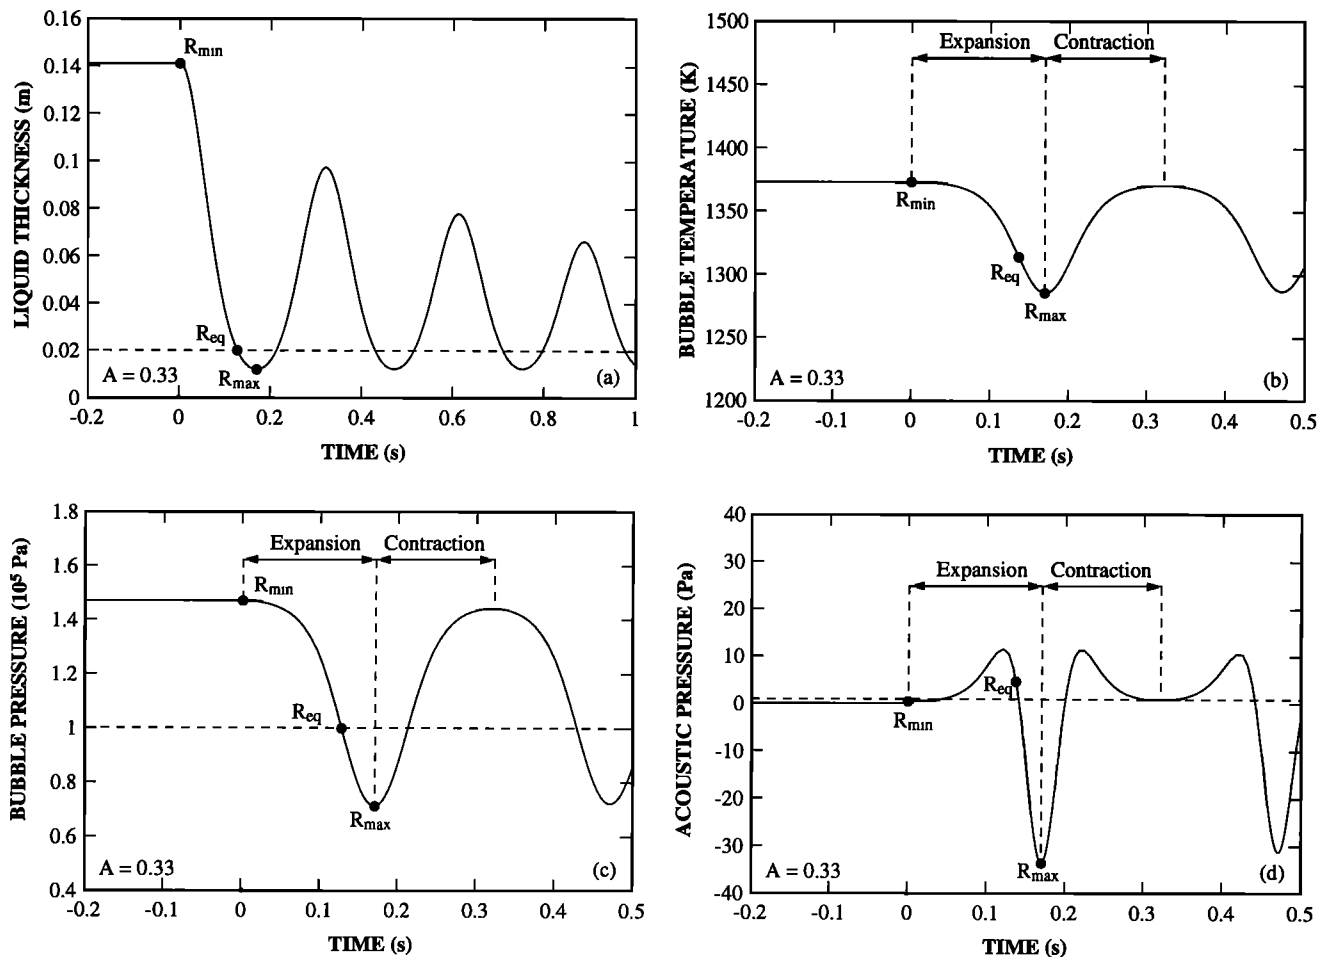 0.16
0.14
0.12
0.1
0.08
0.06
0.04
0.02
0
LIQUID THICKNESS (m)
Rmin
Req
Rmax
A = 0.33
(a)
-0.2 0 0.2 0.4 0.6 0.8 1
TIME (s)
1500
1450
1400
1350
1300
1250
1200
BUBBLE TEMPERATURE (K)
Expansion Contraction
Rmin
Req
Rmax
A = 0.33
(b)
-0.2 -0.1 0 0.1 0.2 0.3 0.4 0.5
TIME (s)
1.8
1.6
1.4
1.2
1
0.8
0.6
0.4
BUBBLE PRESSURE (10⁵ Pa)
Expansion Contraction
Rmin
Req
Rmax
A = 0.33
(c)
-0.2 -0.1 0 0.1 0.2 0.3 0.4 0.5
TIME (s)
40
30
20
10
0
-10
-20
-30
-40
ACOUSTIC PRESSURE (Pa)
Expansion Contraction
Req
Rmin
Rmax
A = 0.33
(d)
-0.2 -0.1 0 0.1 0.2 0.3 0.4 0.5
TIME (s)